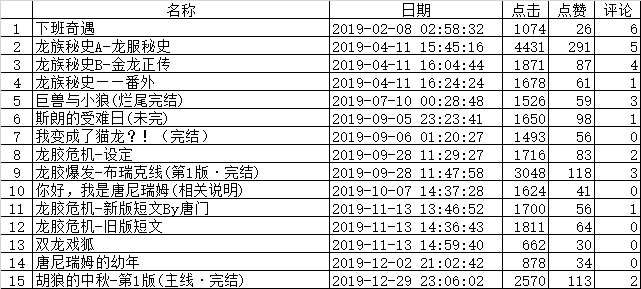 名称 日期 点击 点赞 评论
1 下班奇遇 2019-02-08 02:58:32 1074 26 6
2 龙族秘史A-龙服秘史 2019-04-11 15:45:16 4431 291 5
3 龙族秘史B-金龙正传 2019-04-11 16:04:44 1871 87 4
4 龙族秘史－－番外 2019-04-11 16:24:24 1678 61 1
5 巨兽与小狼(烂尾完结) 2019-07-10 00:28:48 1526 59 3
6 斯朗的受难日(未完) 2019-09-05 23:23:41 1650 98 1
7 我变成了猫龙？！（完结） 2019-09-06 01:20:27 1493 56 0
8 龙胶危机-设定 2019-09-28 11:29:27 1716 83 2
9 龙胶爆发-布瑞克线(第1版·完结) 2019-09-28 11:47:58 3048 118 3
10 你好，我是唐尼瑞姆(相关说明) 2019-10-07 14:37:28 1624 41 0
11 龙胶危机-新版短文By唐门 2019-11-13 13:46:52 1700 56 1
12 龙胶危机-旧版短文 2019-11-13 14:36:43 1811 64 0
13 双龙戏狐 2019-11-13 14:59:40 662 30 0
14 唐尼瑞姆的幼年 2019-12-02 21:02:42 878 34 0
15 胡狼的中秋-第1版(主线·完结) 2019-12-29 23:06:02 2570 113 2